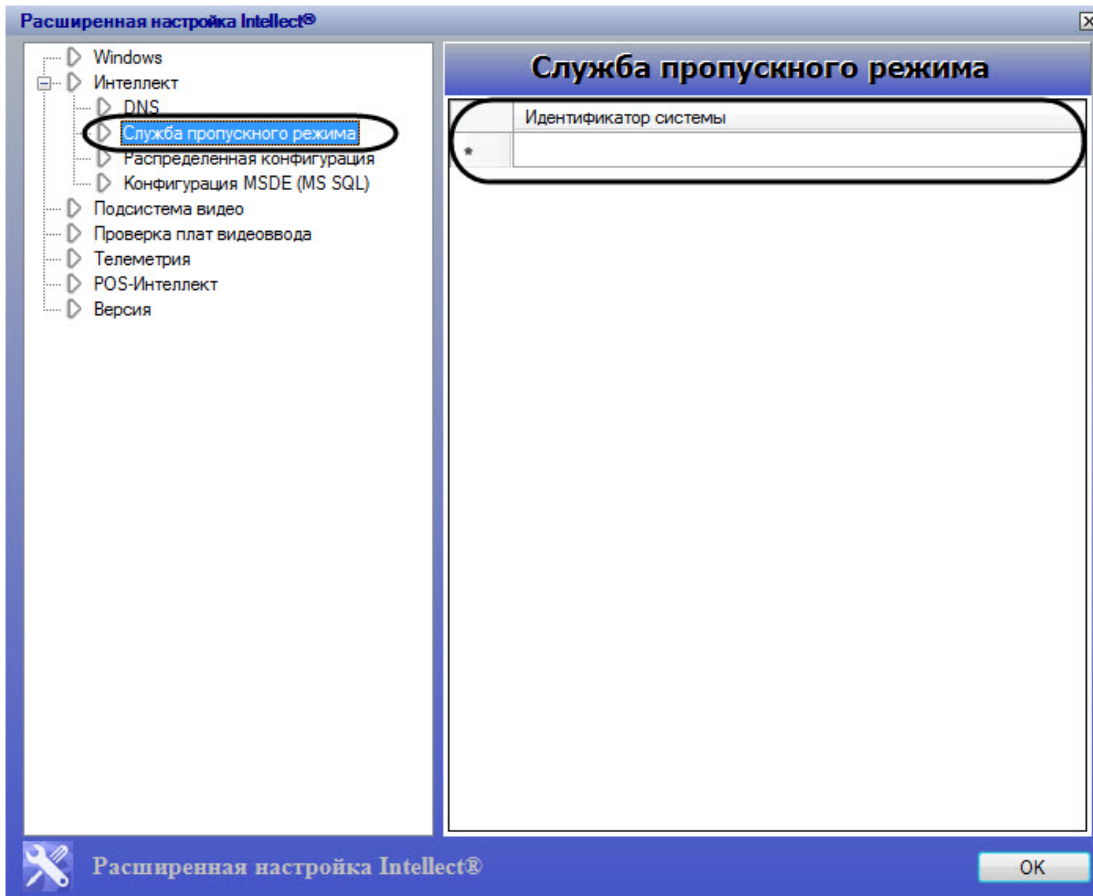 Расширенная настройка Intellect®
Windows
Интеллект
DNS
Служба пропускного режима
Распределенная конфигурация
Конфигурация MSDE (MS SQL)
Подсистема видео
Проверка плат видеоввода
Телеметрия
POS-Интеллект
Версия
Служба пропускного режима
Идентификатор системы
*
Расширенная настройка Intellect®
OK